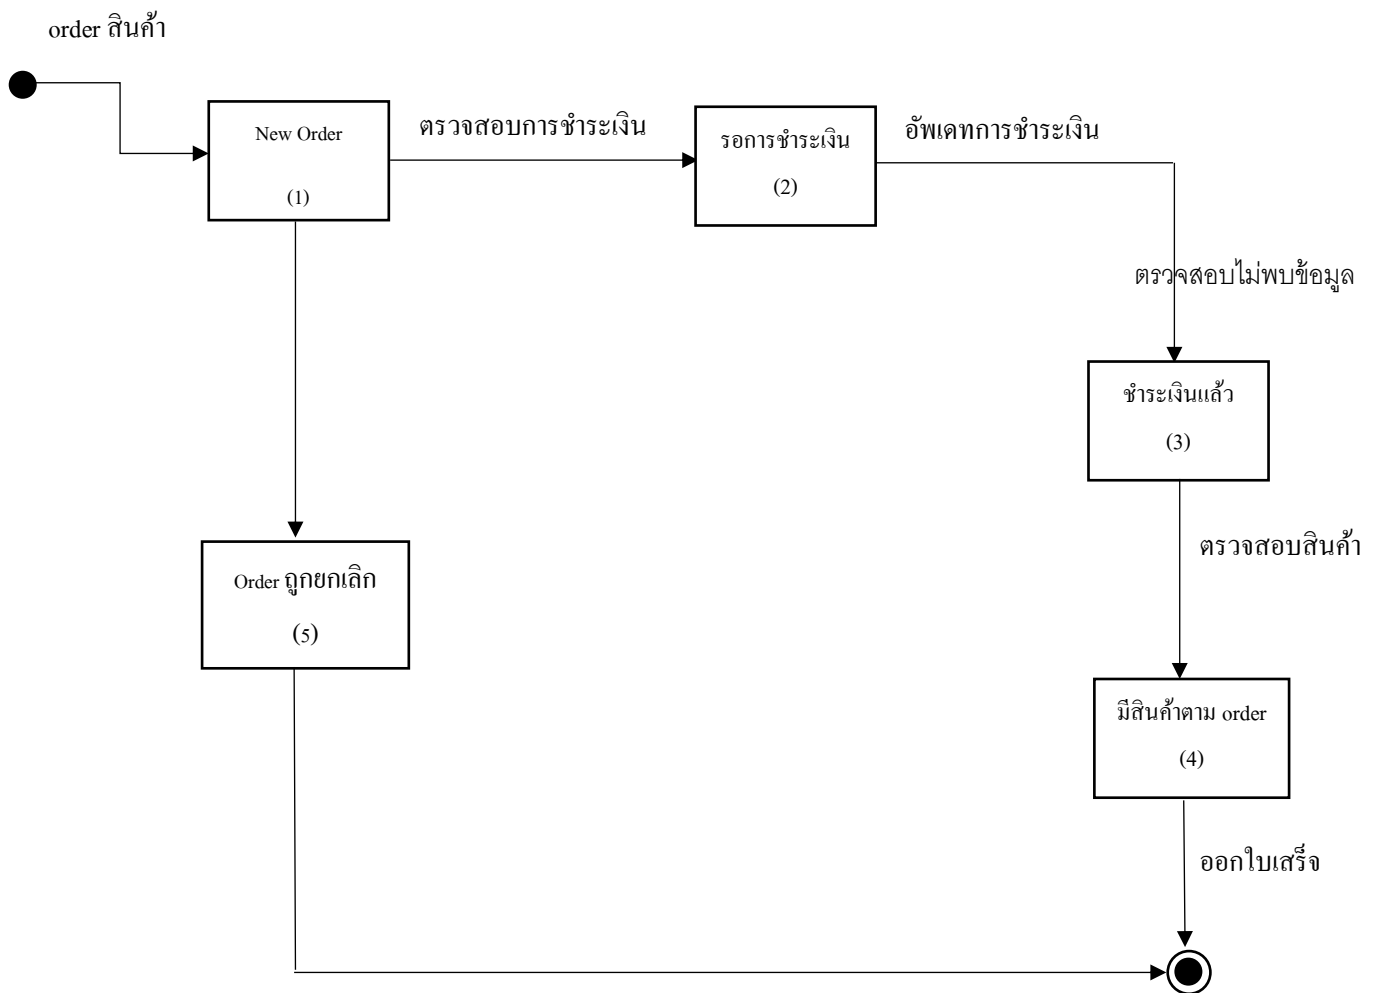 order สินค้า
New Order
(1)
ตรวจสอบการชำระเงิน
รอการชำระเงิน
(2)
อัพเดทการชำระเงิน
ตรวจสอบไม่พบข้อมูล
ชำระเงินแล้ว
(3)
ตรวจสอบสินค้า
Order ถูกยกเลิก
(5)
มีสินค้าตาม order
(4)
ออกใบเสร็จ